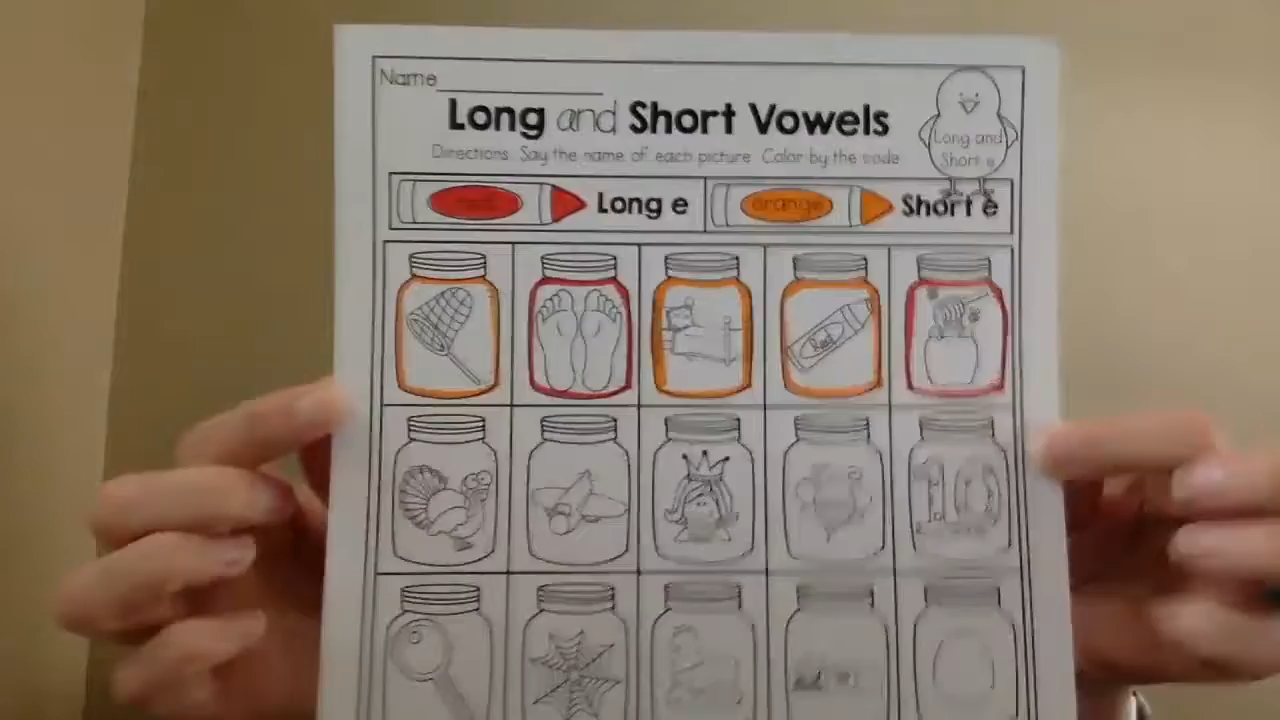 Name
Long and Short Vowels
Long and
Short e
Directions: Say the name of each picture. Color by the code
red
Long e
orange
Short e
Red
10